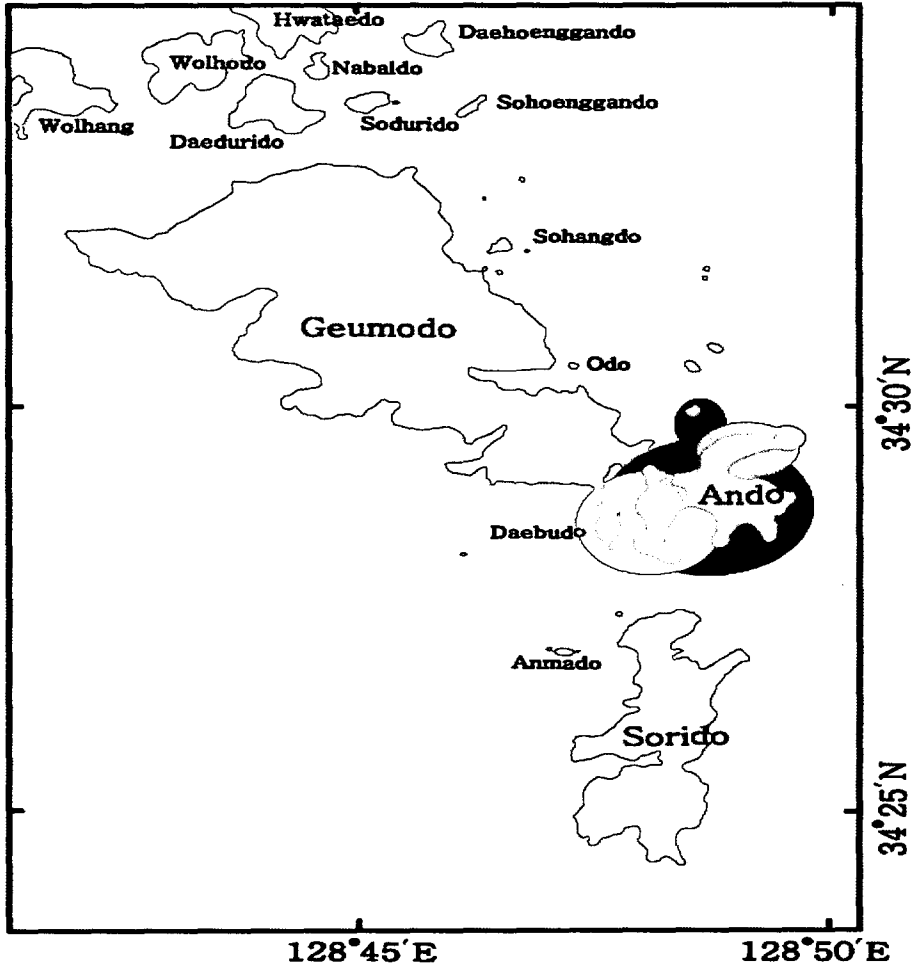 Hwataedo
Daehoenggando
Wolhodo
Nabaldo
Sohoenggando
Wolhang
Sodurido
Daedurido
Sohangdo
Geumodo
Odo
34°30′N
Ando
Daebudo
Anmado
Sorido
34°25′N
128°45′E
128°50′E